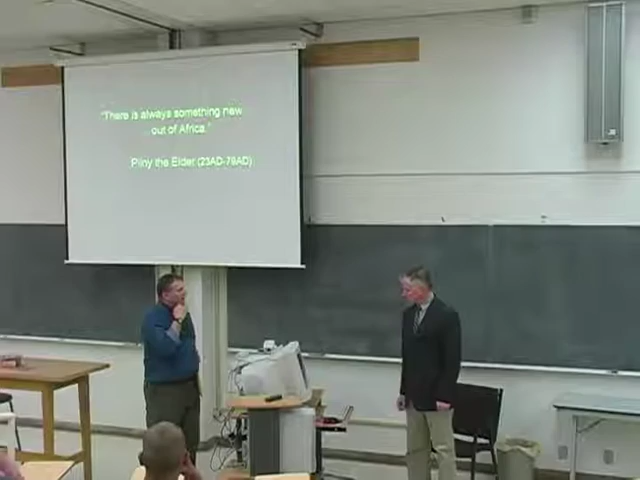 "There is always something new
out of Africa."
Pliny the Elder (23AD-79AD)